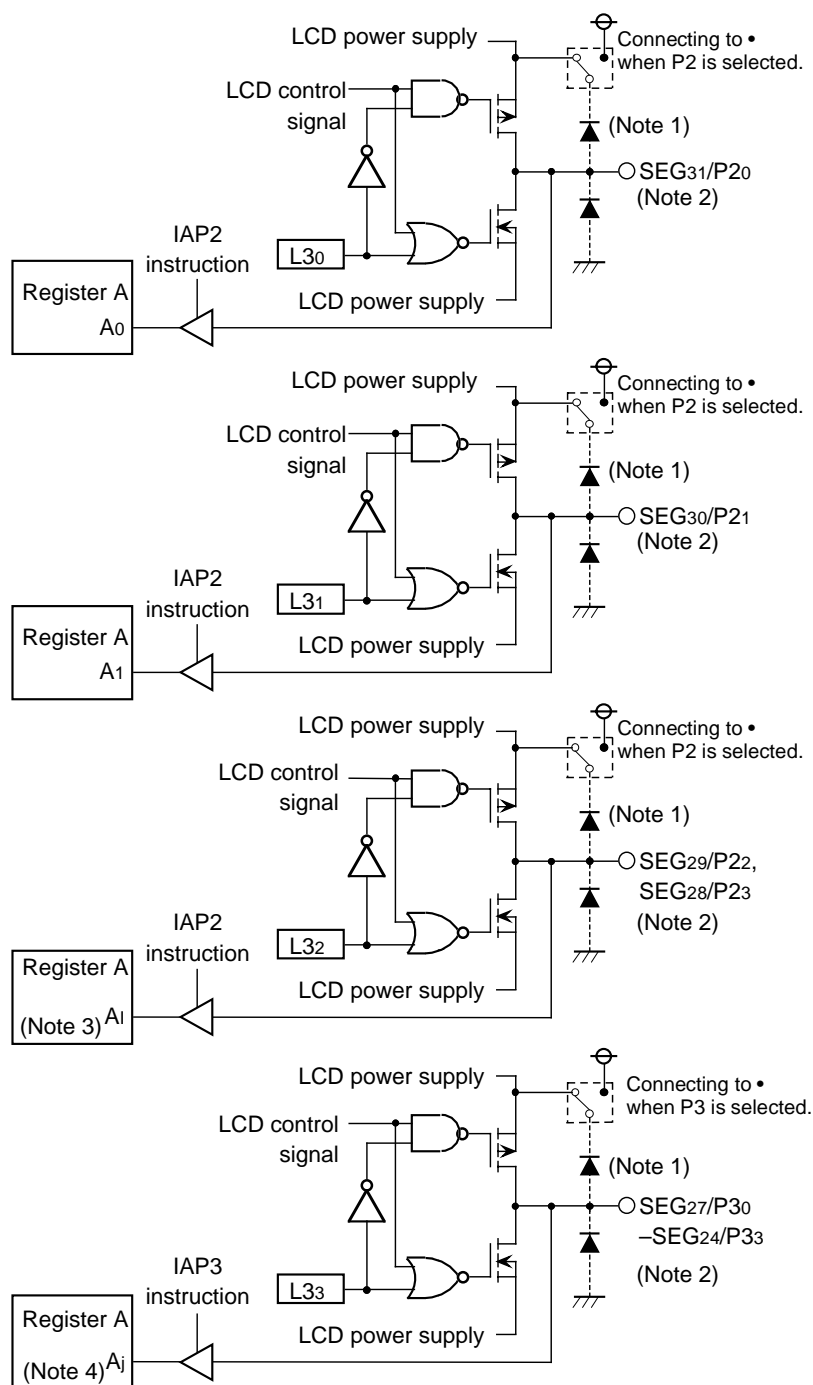 LCD power supply
Connecting to •
when P2 is selected.
LCD control
signal
(Note 1)
SEG31/P20
(Note 2)
IAP2
instruction
L30
Register A
A0
LCD power supply
LCD power supply
Connecting to •
when P2 is selected.
LCD control
signal
(Note 1)
SEG30/P21
(Note 2)
IAP2
instruction
L31
Register A
A1
LCD power supply
LCD power supply
Connecting to •
when P2 is selected.
LCD control
signal
(Note 1)
SEG29/P22,
SEG28/P23
(Note 2)
IAP2
instruction
L32
Register A
(Note 3) Al
LCD power supply
LCD power supply
Connecting to •
when P3 is selected.
LCD control
signal
(Note 1)
SEG27/P30
–SEG24/P33
(Note 2)
IAP3
instruction
L33
Register A
(Note 4) Aj
LCD power supply